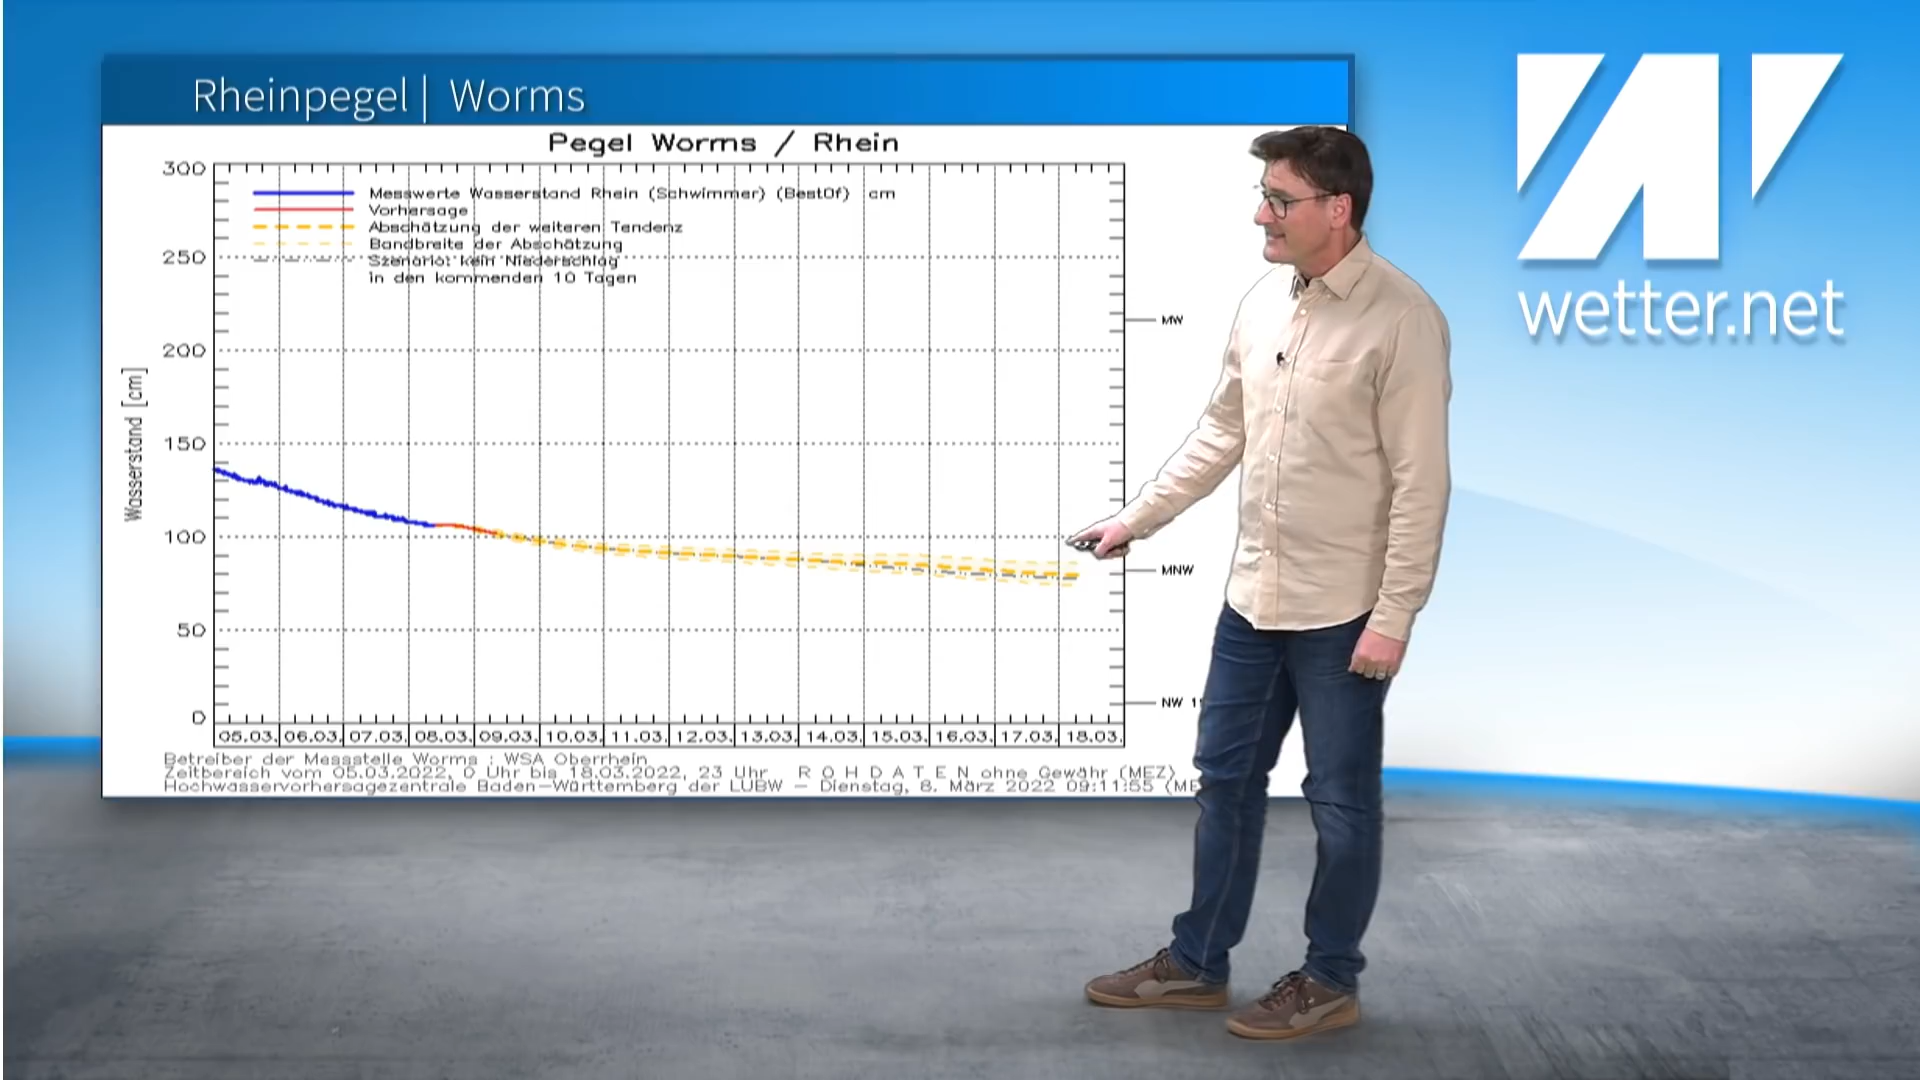 Rheinpegel | Worms
wetter.net
Pegel Worms / Rhein
Messwerte Wasserstand Rhein (Schwimmer) (BestOf) cm
Vorhersage
Abschätzung der weiteren Tendenz
Bandbreite der Abschätzung
Szenario: kein Niederschlag
in den kommenden 10 Tagen
Wasserstand [cm]
300
250
200
150
100
50
0
MW
MNW
NW
05.03. 06.03. 07.03. 08.03. 09.03. 10.03. 11.03. 12.03. 13.03. 14.03. 15.03. 16.03. 17.03. 18.03.
Betreiber der Messstelle Worms : WSA Oberrhein
Zeitbereich vom 05.03.2022, 0 Uhr bis 18.03.2022, 23 Uhr R O H D A T E N ohne Gewähr (MEZ)
Hochwasservorhersagezentrale Baden-Württemberg der LUBW - Dienstag, 8. März 2022 09:11:55